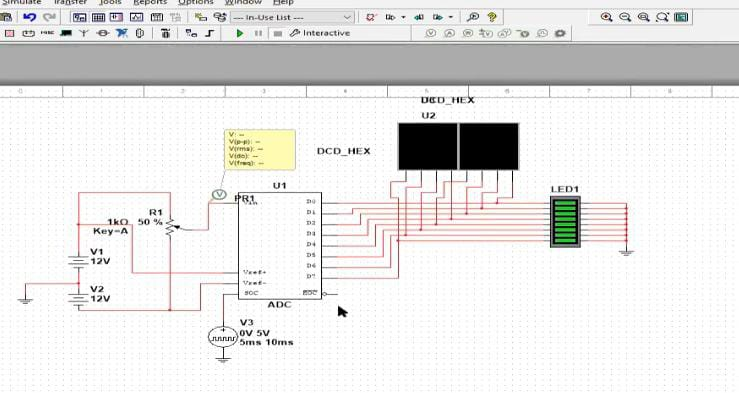 Simulate Transfer Tools Reports Options Window Help
--- In-Use List ---
Interactive
0 1 2 3 4 5 6 7 8
DCD_HEX
U2
V: --
V(p-p): --
V(rms): --
V(dc): --
V(freq): --
DCD_HEX
V
PR1
U1
LED1
R1
1kΩ 50 %
Key=A
Vin
D0
D1
D2
D3
D4
D5
D6
D7
V1
12V
Vref+
Vref-
SOC
EOC
V2
12V
ADC
V3
0V 5V
5ms 10ms